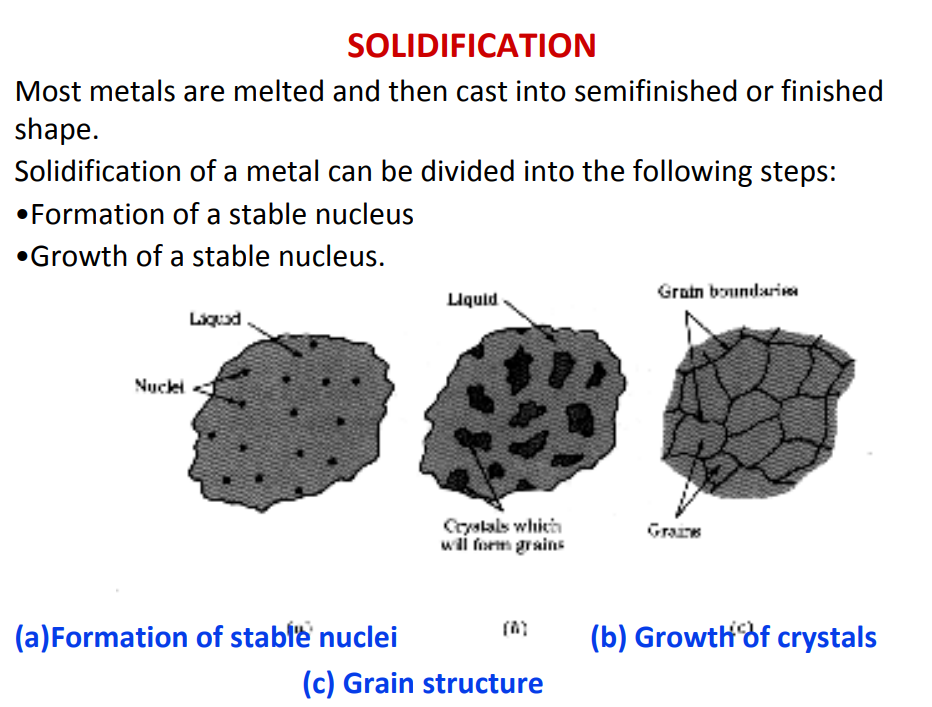 SOLIDIFICATION
Most metals are melted and then cast into semifinished or finished
shape.
Solidification of a metal can be divided into the following steps:
•Formation of a stable nucleus
•Growth of a stable nucleus.
Liquid
Nuclei
Liquid
Crystals which
will form grains
Grain boundaries
Grains
(a)
(b)
(c)
(a)Formation of stable nuclei
(b) Growth of crystals
(c) Grain structure